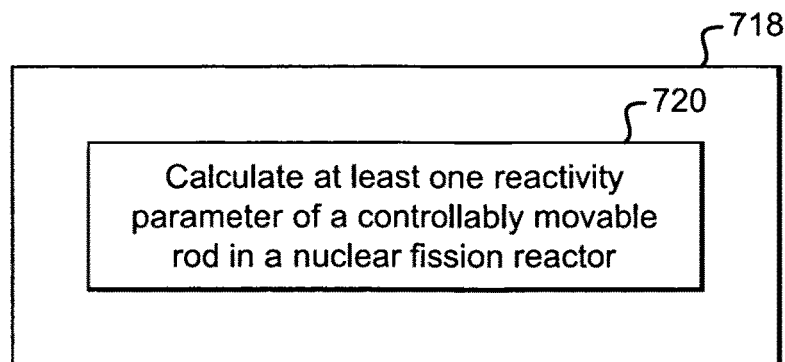 718
720
Calculate at least one reactivity
parameter of a controllably movable
rod in a nuclear fission reactor